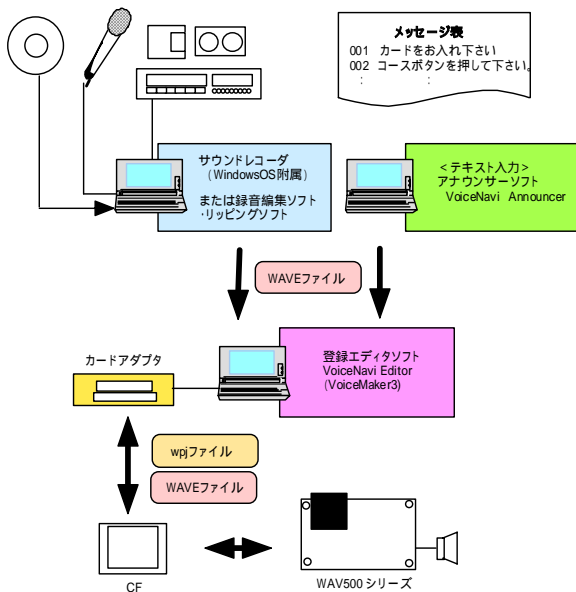 メッセージ表
001 カードをお入れ下さい
002 コースボタンを押して下さい。
: :
サウンドレコーダ
(WindowsOS附属)
または録音編集ソフト
・リッピングソフト
<テキスト入力>
アナウンサーソフト
VoiceNavi Announcer
WAVEファイル
カードアダプタ
登録エディタソフト
VoiceNavi Editor
(VoiceMaker3)
wpjファイル
WAVEファイル
CF
WAV500 シリーズ